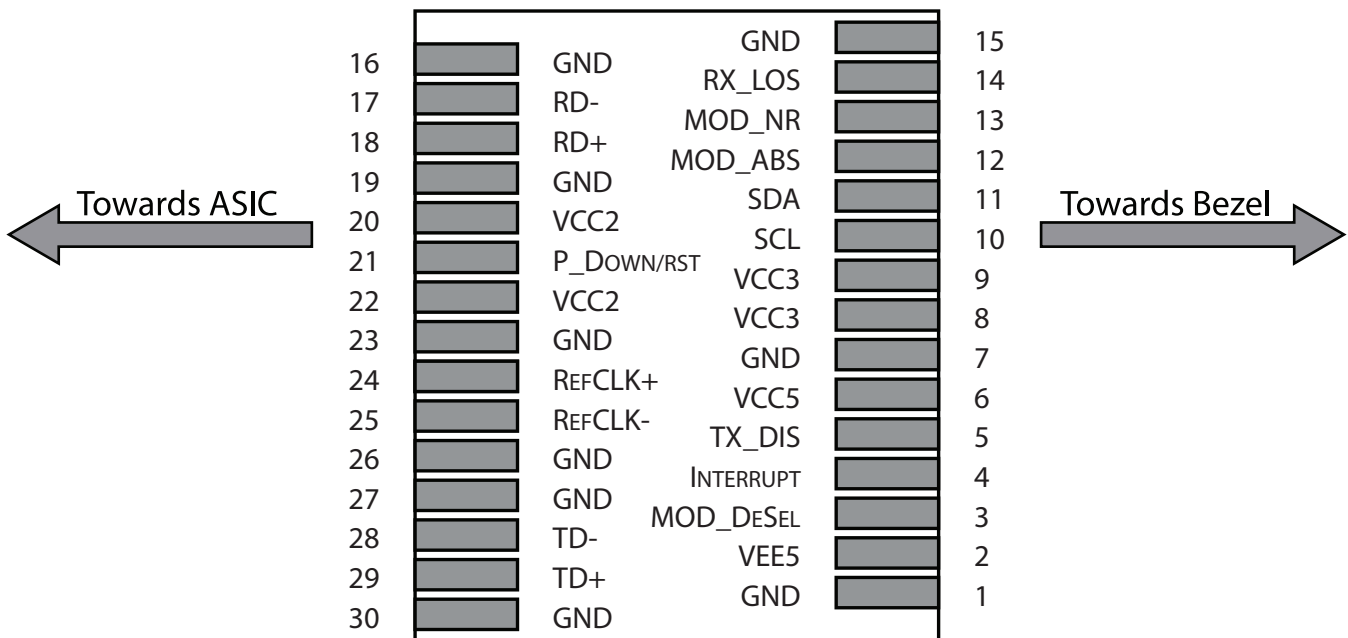 GND 15
16 GND
RX_LOS 14
17 RD-
MOD_NR 13
18 RD+
MOD_ABS 12
19 GND
SDA 11
Towards ASIC
Towards Bezel
20 VCC2
SCL 10
21 P_DOWN/RST
VCC3 9
22 VCC2
VCC3 8
23 GND
GND 7
24 REFCLK+
VCC5 6
25 REFCLK-
TX_DIS 5
26 GND
INTERRUPT 4
27 GND
MOD_DESEL 3
28 TD-
VEE5 2
29 TD+
GND 1
30 GND